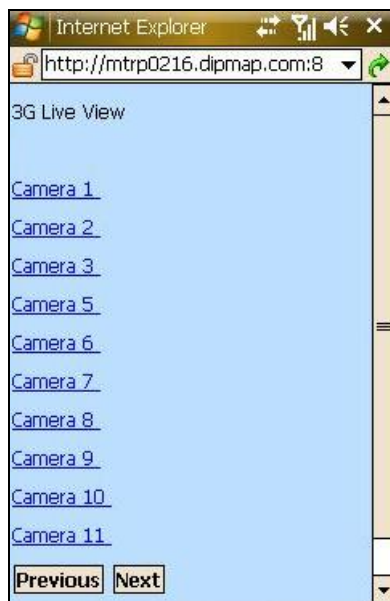 Internet Explorer
http://mtrp0216.dipmap.com:8
3G Live View
Camera 1
Camera 2
Camera 3
Camera 5
Camera 6
Camera 7
Camera 8
Camera 9
Camera 10
Camera 11
Previous Next